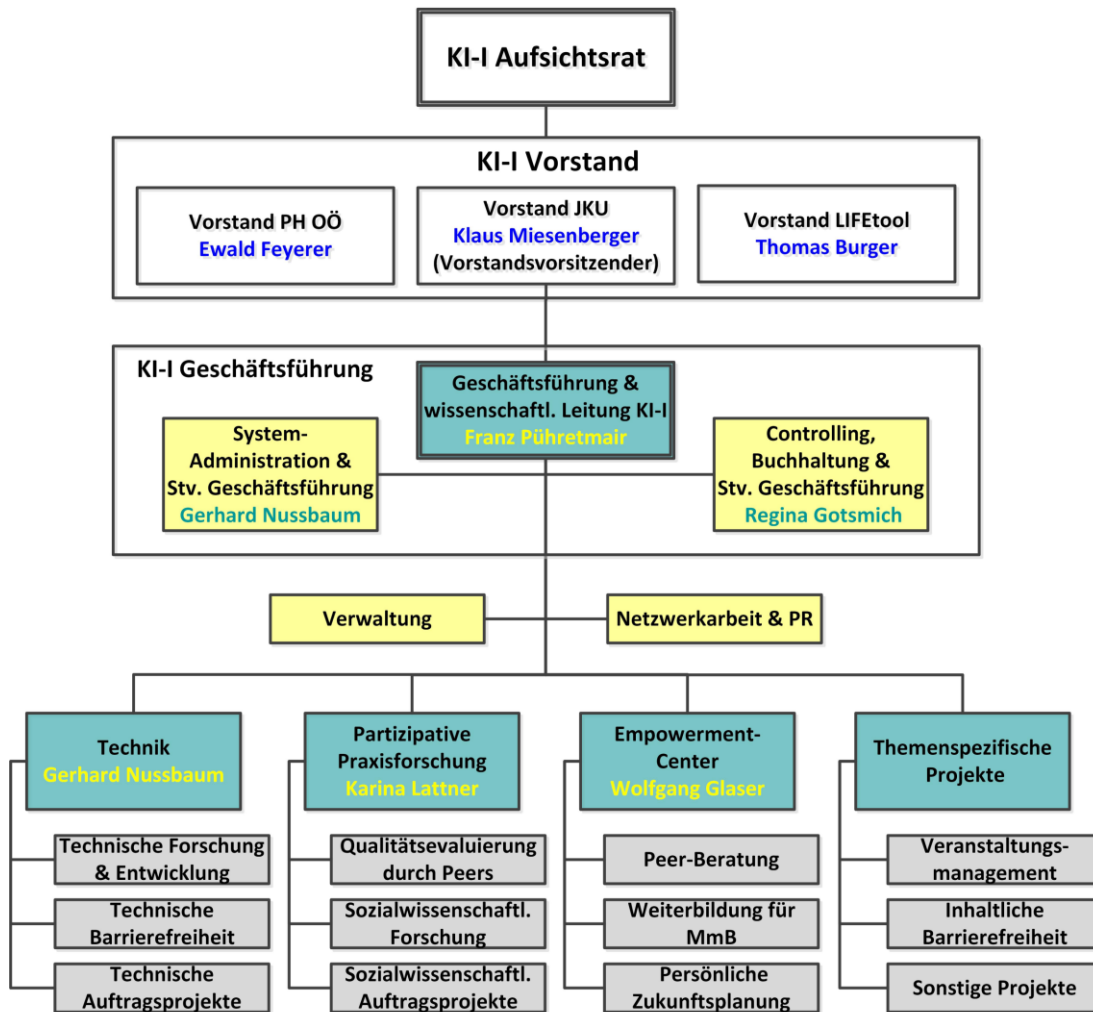 KI-I Aufsichtsrat
KI-I Vorstand
Vorstand PH OÖ
Ewald Feyerer
Vorstand JKU
Klaus Miesenberger
(Vorstandsvorsitzender)
Vorstand LIFEtool
Thomas Burger
KI-I Geschäftsführung
Geschäftsführung &
wissenschaftl. Leitung KI-I
Franz Pühretmair
System-
Administration &
Stv. Geschäftsführung
Gerhard Nussbaum
Controlling,
Buchhaltung &
Stv. Geschäftsführung
Regina Gotsmich
Verwaltung
Netzwerkarbeit & PR
Technik
Gerhard Nussbaum
Technische Forschung
& Entwicklung
Technische
Barrierefreiheit
Technische
Auftragsprojekte
Partizipative
Praxisforschung
Karina Lattner
Qualitätsevaluierung
durch Peers
Sozialwissenschaftl.
Forschung
Sozialwissenschaftl.
Auftragsprojekte
Empowerment-
Center
Wolfgang Glaser
Peer-Beratung
Weiterbildung für
MmB
Persönliche
Zukunftsplanung
Themenspezifische
Projekte
Veranstaltungs-
management
Inhaltliche
Barrierefreiheit
Sonstige Projekte